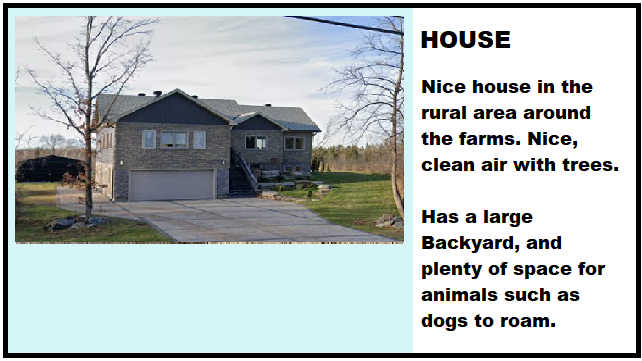 HOUSE
Nice house in the
rural area around
the farms. Nice,
clean air with trees.
Has a large
Backyard, and
plenty of space for
animals such as
dogs to roam.